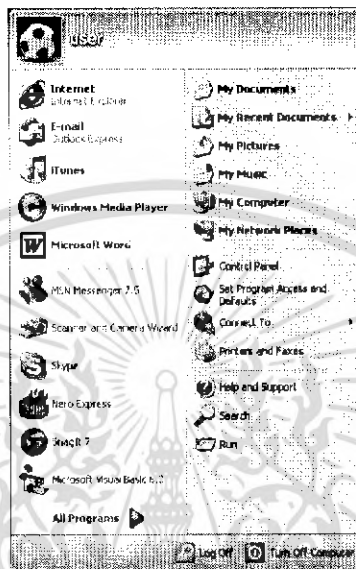 user
Internet
Internet Explorer
E-mail
Outlook Express
iTunes
Windows Media Player
Microsoft Word
MSN Messenger 7.5
Scanner and Camera Wizard
Skype
Nero Express
SnagIt 7
Microsoft Visual Basic 6.0
All Programs
My Documents
My Recent Documents
My Pictures
My Music
My Computer
My Network Places
Control Panel
Set Program Access and
Defaults
Connect To
Printers and Faxes
Help and Support
Search
Run
Log Off
Turn Off Computer